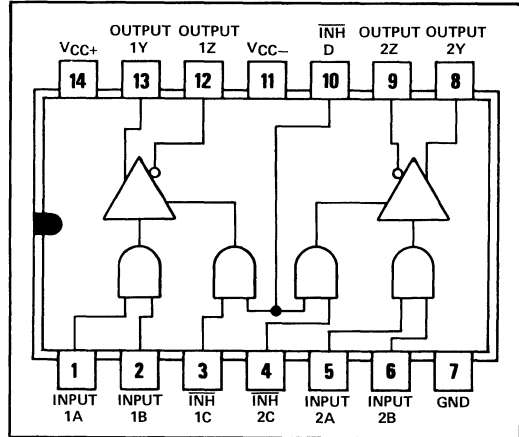 OUTPUT OUTPUT INH OUTPUT OUTPUT
VCC+ 1Y 1Z VCC− D 2Z 2Y
14 13 12 11 10 9 8
1 2 3 4 5 6 7
INPUT INPUT INH INH INPUT INPUT GND
1A 1B 1C 2C 2A 2B